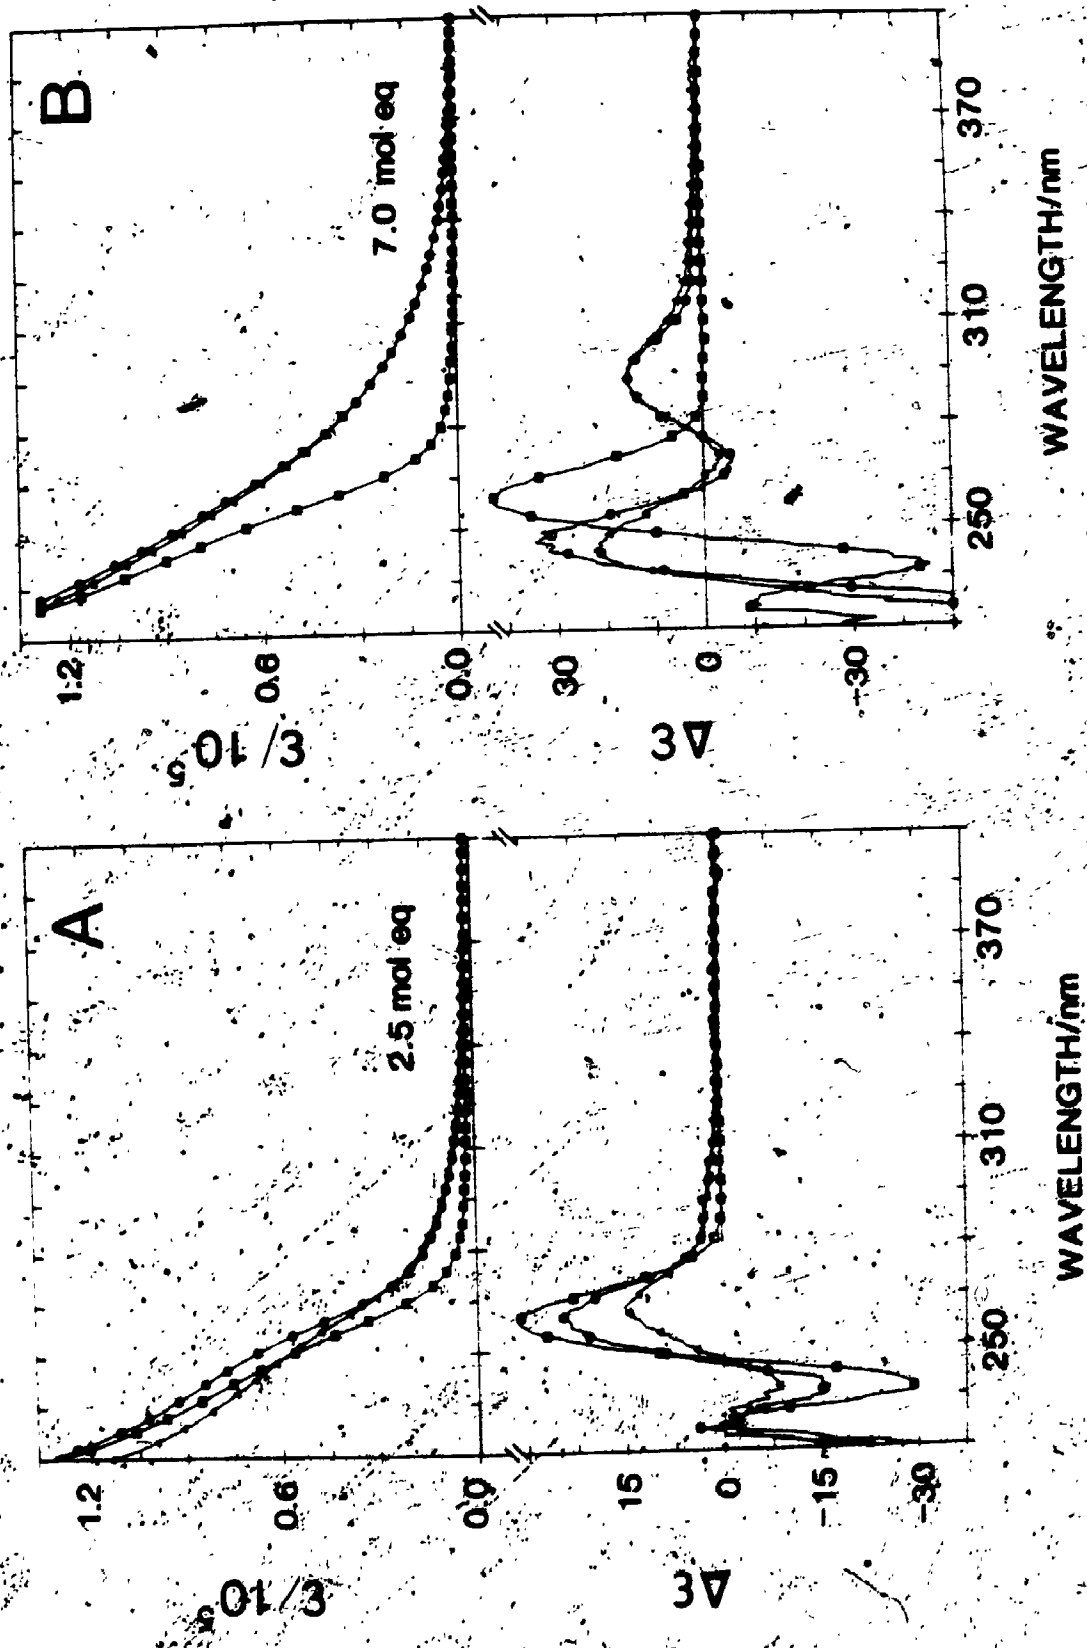 A
2.5 mol eq
ε/10⁵
1.2
0.6
0.0
Δε
15
0
-15
-30
250
310
370
WAVELENGTH/nm
B
7.0 mol eq
ε/10⁵
1.2
0.6
0.0
Δε
30
0
-30
250
310
370
WAVELENGTH/nm